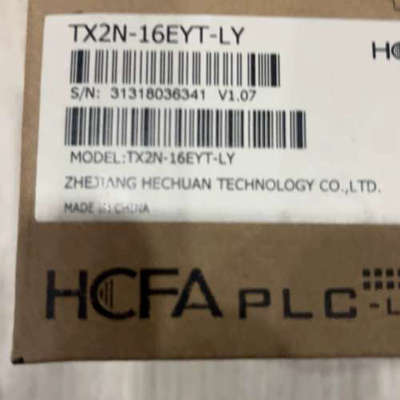 TX2N-16EYT-LY
HC
S/N: 31318036341 V1.07
MODEL:TX2N-16EYT-LY
ZHEJIANG HECHUAN TECHNOLOGY CO.,LTD.
MADE IN CHINA
HCFA PLC -L